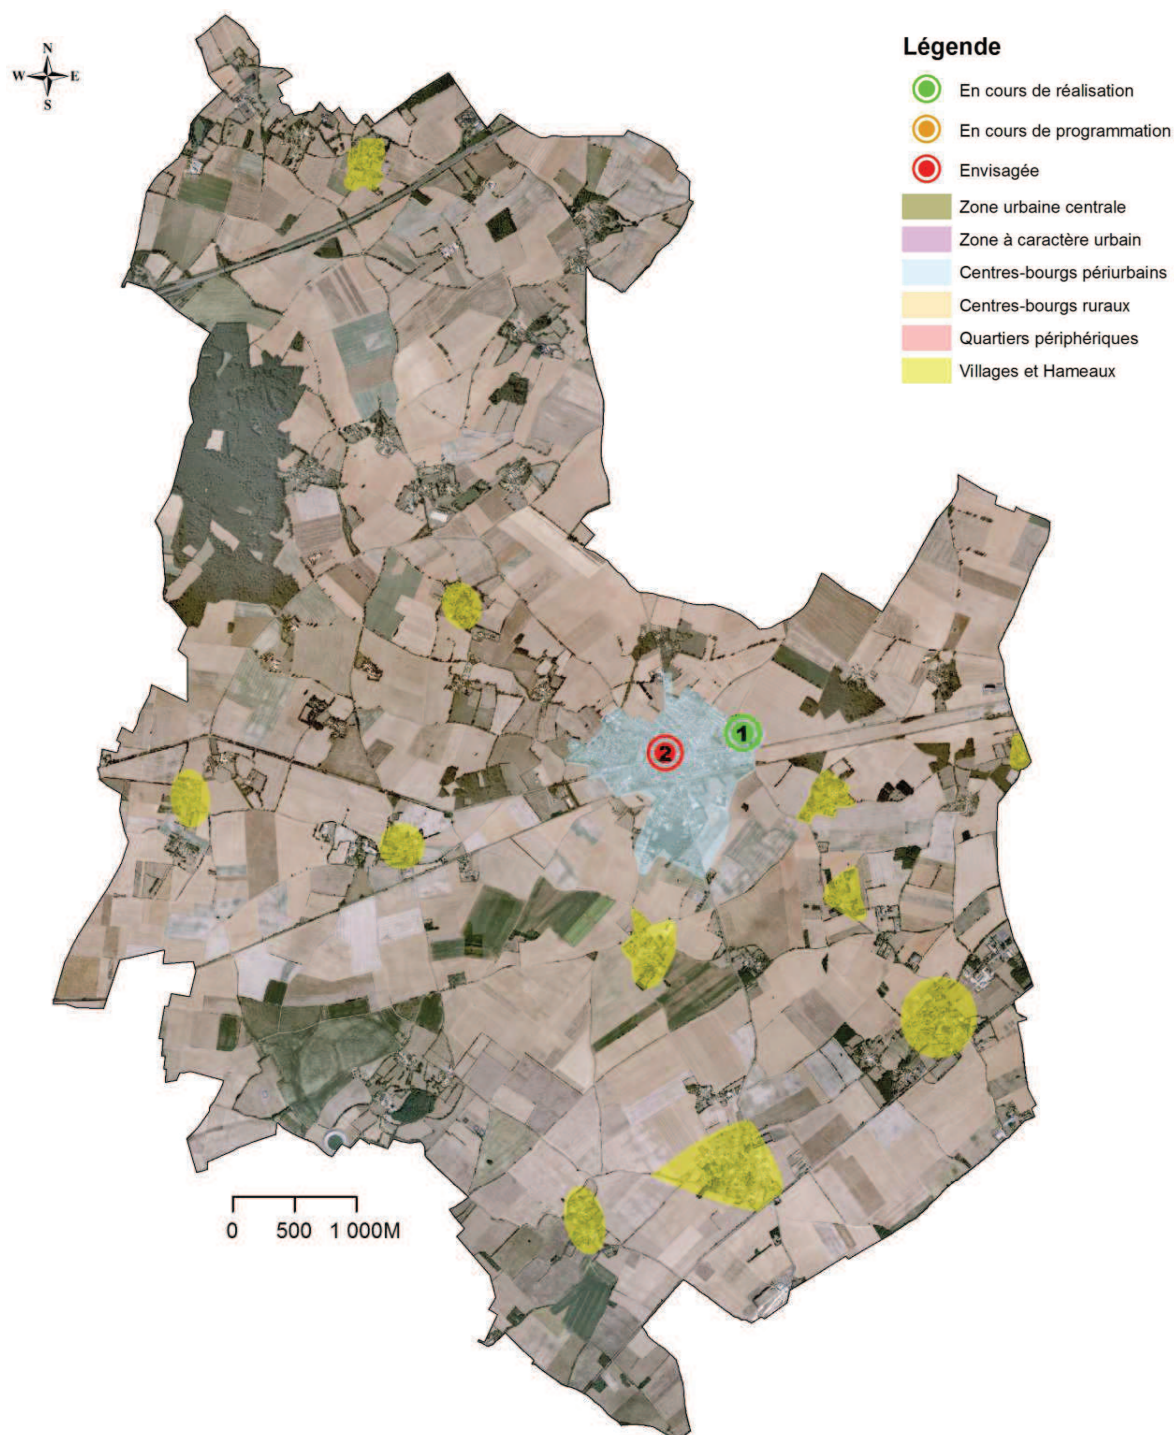 N
W E
S
Légende
En cours de réalisation
En cours de programmation
Envisagée
Zone urbaine centrale
Zone à caractère urbain
Centres-bourgs périurbains
Centres-bourgs ruraux
Quartiers périphériques
Villages et Hameaux
1
2
0 500 1 000M